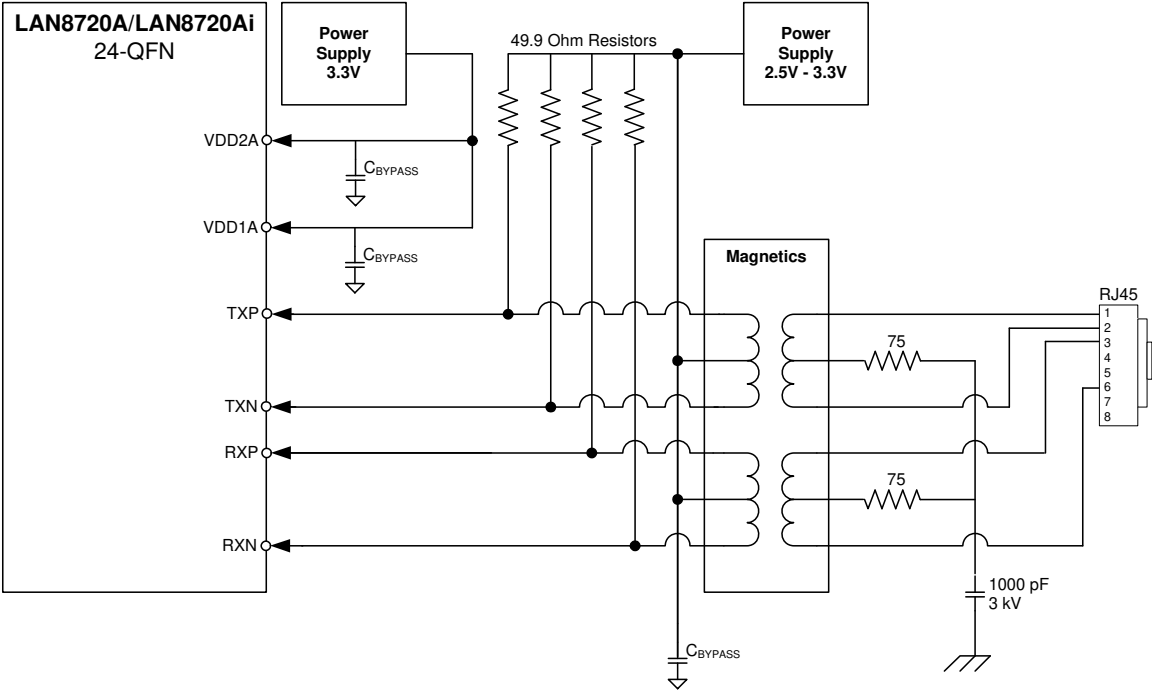 LAN8720A/LAN8720Ai
24-QFN
Power
Supply
3.3V
49.9 Ohm Resistors
Power
Supply
2.5V - 3.3V
VDD2A
CBYPASS
VDD1A
CBYPASS
Magnetics
TXP
RJ45
1
2
3
4
5
6
7
8
75
TXN
RXP
75
RXN
1000 pF
3 kV
CBYPASS